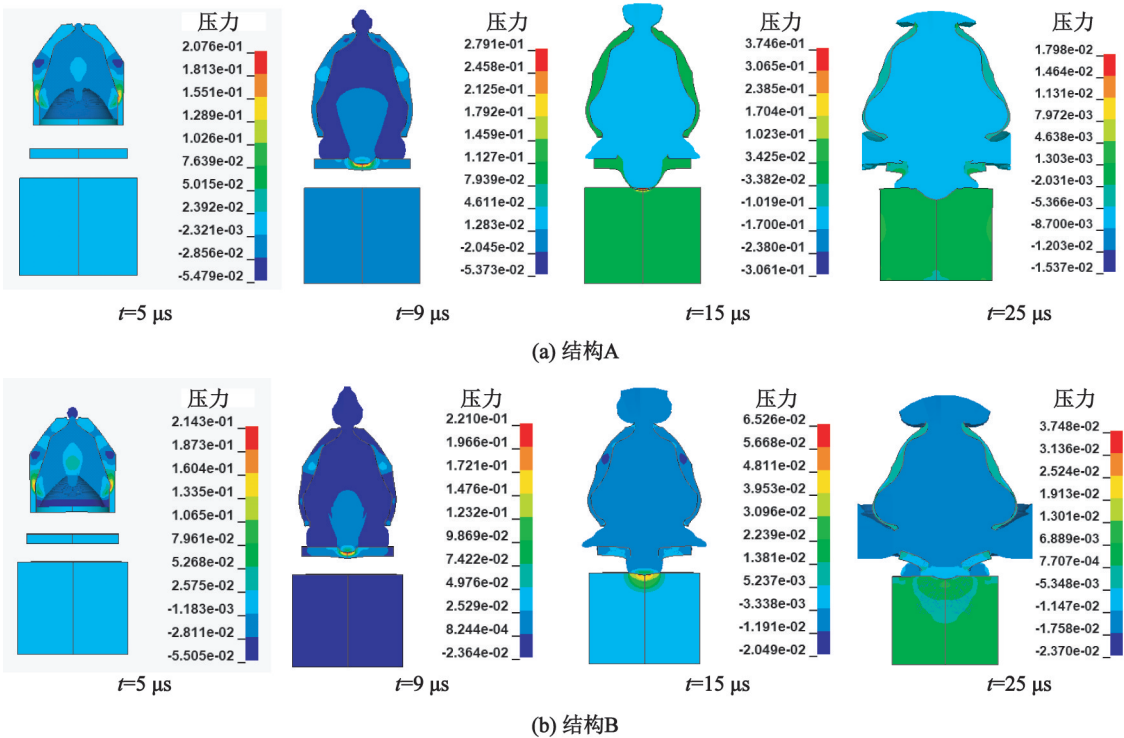 压力
2.076e-01
1.813e-01
1.551e-01
1.289e-01
1.026e-01
7.639e-02
5.015e-02
2.392e-02
-2.321e-03
-2.856e-02
-5.479e-02
t=5 μs
压力
2.791e-01
2.458e-01
2.125e-01
1.792e-01
1.459e-01
1.127e-01
7.939e-02
4.611e-02
1.283e-02
-2.045e-02
-5.373e-02
t=9 μs
压力
3.746e-01
3.065e-01
2.385e-01
1.704e-01
1.023e-01
3.425e-02
-3.382e-02
-1.019e-01
-1.700e-01
-2.380e-01
-3.061e-01
t=15 μs
压力
1.798e-02
1.464e-02
1.131e-02
7.972e-03
4.638e-03
1.303e-03
-2.031e-03
-5.366e-03
-8.700e-03
-1.203e-02
-1.537e-02
t=25 μs
(a) 结构A
压力
2.143e-01
1.873e-01
1.604e-01
1.335e-01
1.065e-01
7.961e-02
5.268e-02
2.575e-02
-1.183e-03
-2.811e-02
-5.505e-02
t=5 μs
压力
2.210e-01
1.966e-01
1.721e-01
1.476e-01
1.232e-01
9.869e-02
7.422e-02
4.976e-02
2.529e-02
8.244e-04
-2.364e-02
t=9 μs
压力
6.526e-02
5.668e-02
4.811e-02
3.953e-02
3.096e-02
2.239e-02
1.381e-02
5.237e-03
-3.338e-03
-1.191e-02
-2.049e-02
t=15 μs
压力
3.748e-02
3.136e-02
2.524e-02
1.913e-02
1.301e-02
6.889e-03
7.707e-04
-5.348e-03
-1.147e-02
-1.758e-02
-2.370e-02
t=25 μs
(b) 结构B